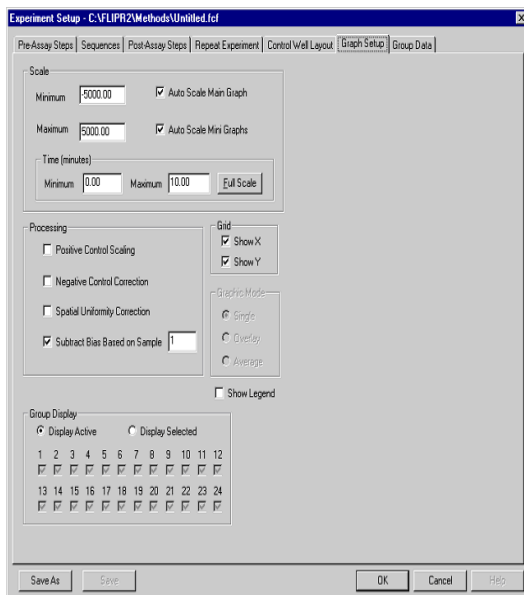 Experiment Setup - C:\FLIPR2\Methods\Untitled.fcf
Pre-Assay Steps Sequences Post-Assay Steps Repeat Experiment Control Well Layout Graph Setup Group Data
Scale
Minimum -5000.00 Auto Scale Main Graph
Maximum 5000.00 Auto Scale Mini Graphs
Time (minutes)
Minimum 0.00 Maximum 10.00 Full Scale
Processing
Positive Control Scaling
Negative Control Correction
Spatial Uniformity Correction
Subtract Bias Based on Sample 1
Grid
Show X
Show Y
Graphic Mode
Single
Overlay
Average
Show Legend
Group Display
Display Active Display Selected
1 2 3 4 5 6 7 8 9 10 11 12
13 14 15 16 17 18 19 20 21 22 23 24
Save As Save OK Cancel Help